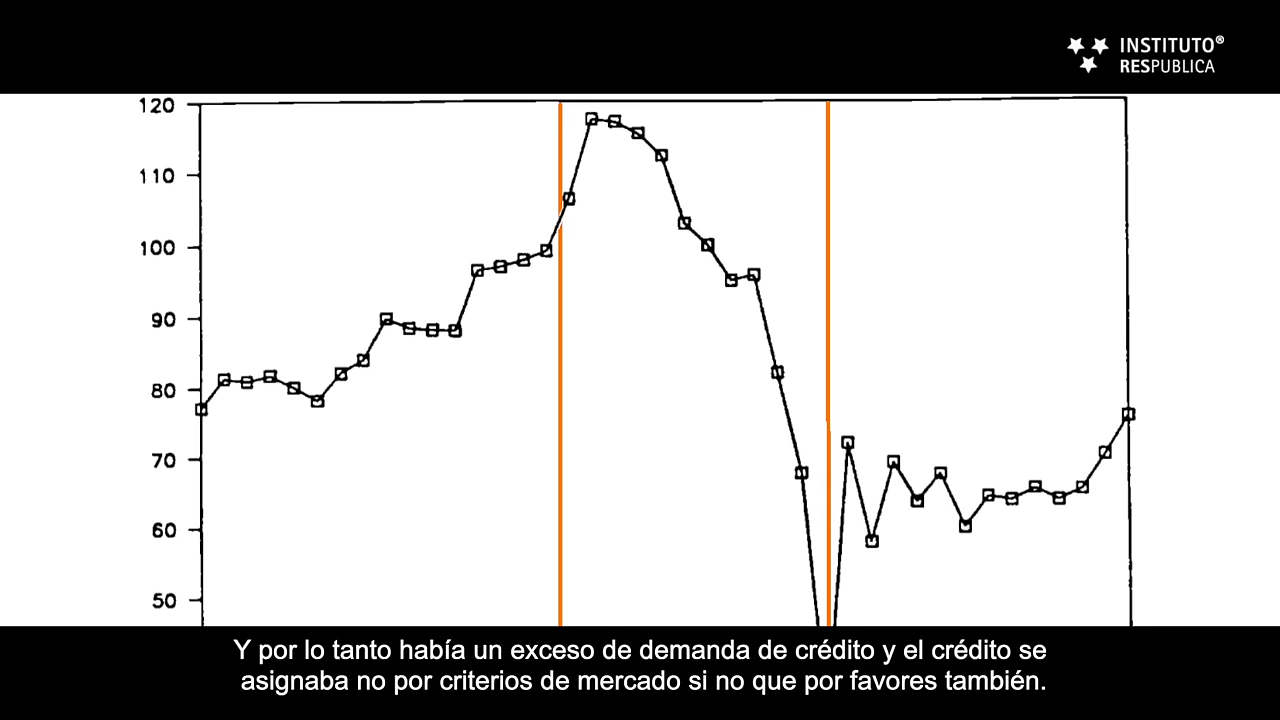 INSTITUTO®
RESPUBLICA
120
110
100
90
80
70
60
50
Y por lo tanto había un exceso de demanda de crédito y el crédito se
asignaba no por criterios de mercado si no que por favores también.